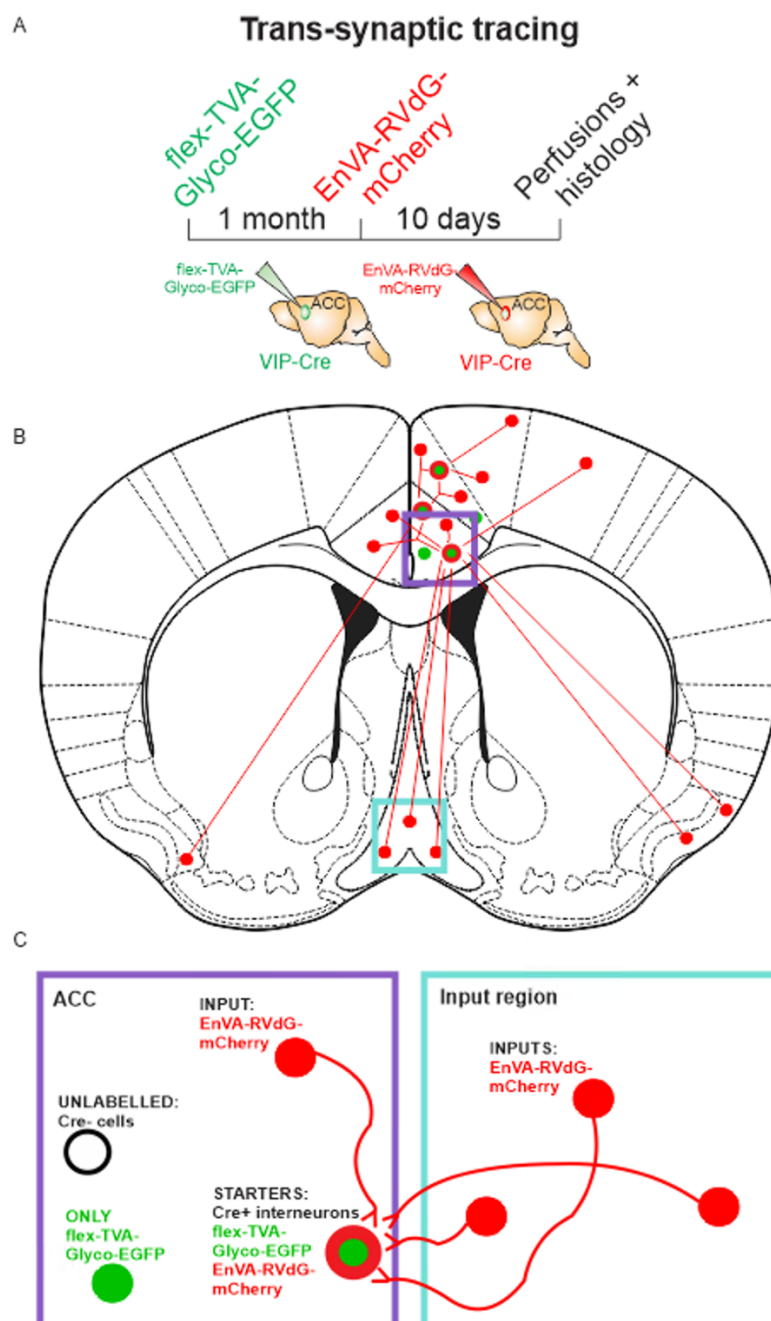 A
Trans-synaptic tracing
flex-TVA-
Glyco-EGFP
EnVA-RVdG-
mCherry
Perfusions +
histology
1 month
10 days
flex-TVA-
Glyco-EGFP
ACC
VIP-Cre
EnVA-RVdG-
mCherry
ACC
VIP-Cre
B
C
ACC
INPUT:
EnVA-RVdG-
mCherry
UNLABELLED:
Cre- cells
ONLY
flex-TVA-
Glyco-EGFP
STARTERS:
Cre+ interneurons
flex-TVA-
Glyco-EGFP
EnVA-RVdG-
mCherry
Input region
INPUTS:
EnVA-RVdG-
mCherry